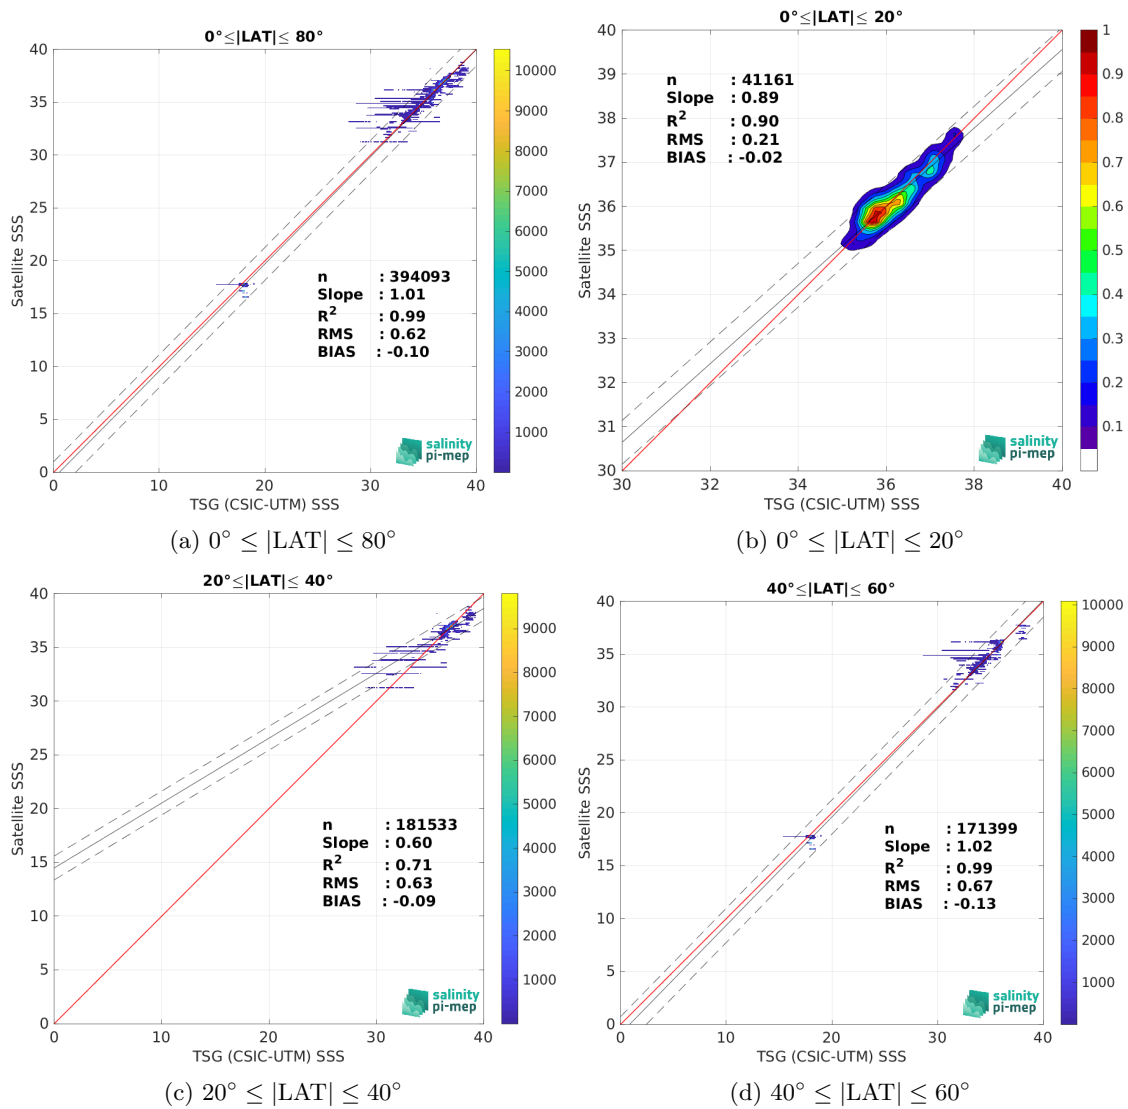 0°≤|LAT|≤ 80°
40
35
30
25
20
15
10
5
0
Satellite SSS
n : 394093
Slope : 1.01
R² : 0.99
RMS : 0.62
BIAS : -0.10
salinity
pi-mep
0 10 20 30 40
TSG (CSIC-UTM) SSS
10000
9000
8000
7000
6000
5000
4000
3000
2000
1000
(a) 0° ≤ |LAT| ≤ 80°
0°≤|LAT|≤ 20°
40
39
38
37
36
35
34
33
32
31
30
Satellite SSS
n : 41161
Slope : 0.89
R² : 0.90
RMS : 0.21
BIAS : -0.02
salinity
pi-mep
30 32 34 36 38 40
TSG (CSIC-UTM) SSS
1
0.9
0.8
0.7
0.6
0.5
0.4
0.3
0.2
0.1
(b) 0° ≤ |LAT| ≤ 20°
20°≤|LAT|≤ 40°
40
35
30
25
20
15
10
5
0
Satellite SSS
n : 181533
Slope : 0.60
R² : 0.71
RMS : 0.63
BIAS : -0.09
salinity
pi-mep
0 10 20 30 40
TSG (CSIC-UTM) SSS
9000
8000
7000
6000
5000
4000
3000
2000
1000
(c) 20° ≤ |LAT| ≤ 40°
40°≤|LAT|≤ 60°
40
35
30
25
20
15
10
5
0
Satellite SSS
n : 171399
Slope : 1.02
R² : 0.99
RMS : 0.67
BIAS : -0.13
salinity
pi-mep
0 10 20 30 40
TSG (CSIC-UTM) SSS
10000
9000
8000
7000
6000
5000
4000
3000
2000
1000
(d) 40° ≤ |LAT| ≤ 60°